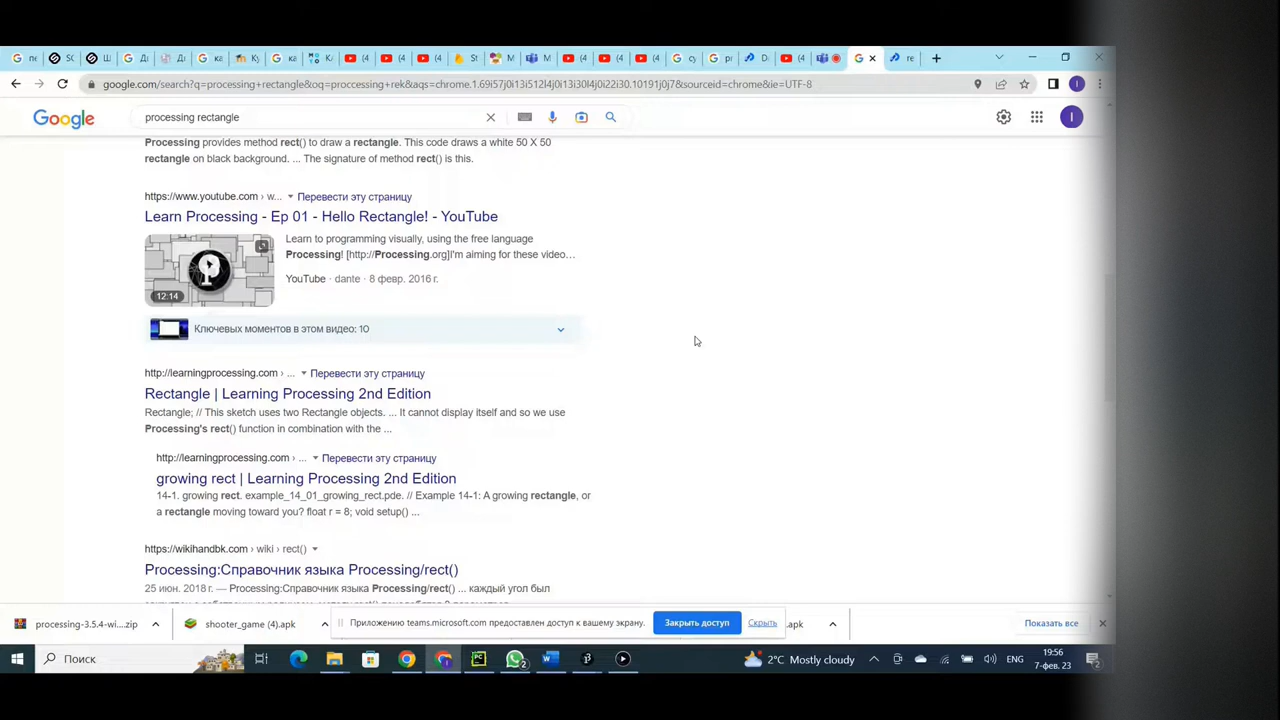 google.com/search?q=processing+rectangle&oq=proccessing+rek&aqs=chrome.1.69i57j0i13i512l4j0i13i30l4j0i22i30.10191j0j7&sourceid=chrome&ie=UTF-8
Google
processing rectangle
Processing provides method rect() to draw a rectangle. This code draws a white 50 X 50
rectangle on black background. ... The signature of method rect() is this.
https://www.youtube.com › w... Перевести эту страницу
Learn Processing - Ep 01 - Hello Rectangle! - YouTube
Learn to programming visually, using the free language
Processing! [http://Processing.org]I'm aiming for these video...
12:14
YouTube · dante · 8 февр. 2016 г.
Ключевых моментов в этом видео: 10
http://learningprocessing.com › ... Перевести эту страницу
Rectangle | Learning Processing 2nd Edition
Rectangle; // This sketch uses two Rectangle objects. ... It cannot display itself and so we use
Processing's rect() function in combination with the ...
http://learningprocessing.com › ... Перевести эту страницу
growing rect | Learning Processing 2nd Edition
14-1. growing rect. example_14_01_growing_rect.pde. // Example 14-1: A growing rectangle, or
a rectangle moving toward you? float r = 8; void setup() ...
https://wikihandbk.com › wiki › rect()
Processing:Справочник языка Processing/rect()
25 июн. 2018 г. — Processing:Справочник языка Processing/rect() ... каждый угол был
processing-3.5.4-wi....zip
shooter_game (4).apk
Приложению teams.microsoft.com предоставлен доступ к вашему экрану.
Закрыть доступ
Скрыть
.apk
Показать все
Поиск
2°C Mostly cloudy
ENG
19:56
7-фев. 23